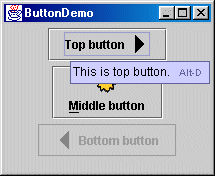 ButtonDemo
Top button
This is top button. Alt-D
Middle button
Bottom button